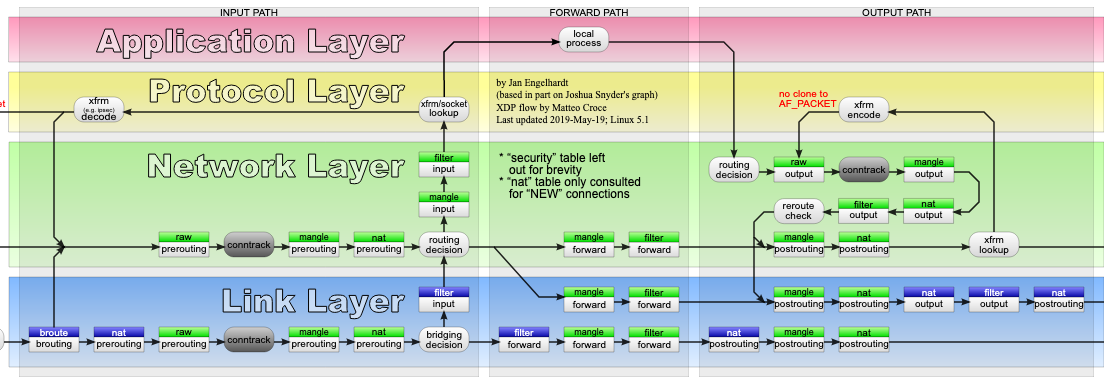 INPUT PATH
FORWARD PATH
OUTPUT PATH
Application Layer
local
process
Protocol Layer
xfrm
(e.g. ipsec)
decode
xfrm/socket
lookup
by Jan Engelhardt
(based in part on Joshua Snyder's graph)
XDP flow by Matteo Croce
Last updated 2019-May-19; Linux 5.1
no clone to
AF_PACKET
xfrm
encode
Network Layer
filter
input
mangle
input
* “security” table left
out for brevity
* “nat” table only consulted
for “NEW” connections
routing
decision
raw
output
conntrack
mangle
output
reroute
check
filter
output
nat
output
raw
prerouting
conntrack
mangle
prerouting
nat
prerouting
routing
decision
mangle
forward
filter
forward
mangle
postrouting
nat
postrouting
xfrm
lookup
Link Layer
filter
input
mangle
forward
filter
forward
mangle
postrouting
nat
postrouting
nat
output
filter
output
nat
postrouting
broute
brouting
nat
prerouting
raw
prerouting
conntrack
mangle
prerouting
nat
prerouting
bridging
decision
filter
forward
mangle
forward
filter
forward
nat
postrouting
mangle
postrouting
nat
postrouting